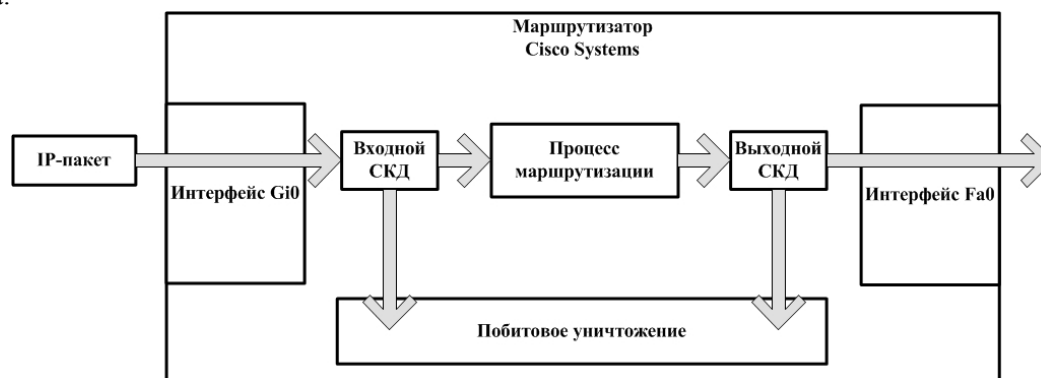 Маршрутизатор
Cisco Systems
IP-пакет
Интерфейс Gi0
Входной
СКД
Процесс
маршрутизации
Выходной
СКД
Интерфейс Fa0
Побитовое уничтожение